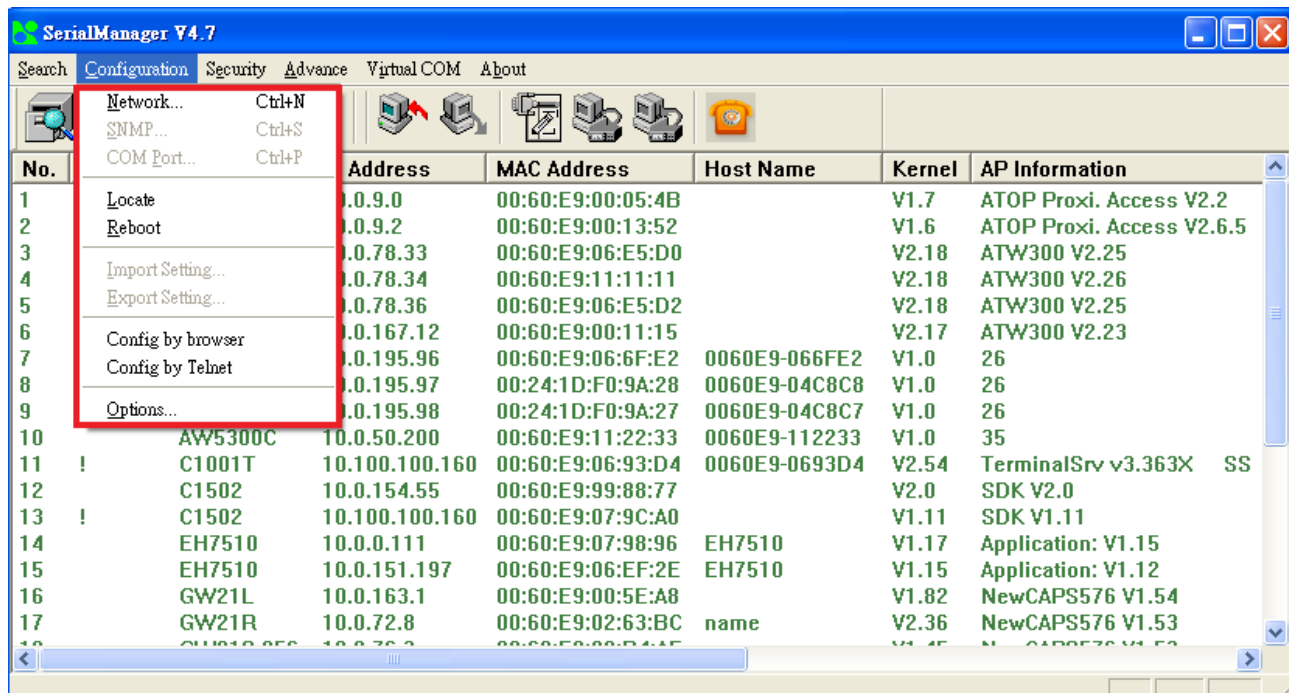 SerialManager V4.7
Search Configuration Security Advance Virtual COM About
Network... Ctrl+N
SNMP... Ctrl+S
COM Port... Ctrl+P
Locate
Reboot
Import Setting...
Export Setting...
Config by browser
Config by Telnet
Options...
No. Address MAC Address Host Name Kernel AP Information
1 .0.9.0 00:60:E9:00:05:4B V1.7 ATOP Proxi. Access V2.2
2 .0.9.2 00:60:E9:00:13:52 V1.6 ATOP Proxi. Access V2.6.5
3 .0.78.33 00:60:E9:06:E5:D0 V2.18 ATW300 V2.25
4 .0.78.34 00:60:E9:11:11:11 V2.18 ATW300 V2.26
5 .0.78.36 00:60:E9:06:E5:D2 V2.18 ATW300 V2.25
6 .0.167.12 00:60:E9:00:11:15 V2.17 ATW300 V2.23
7 .0.195.96 00:60:E9:06:6F:E2 0060E9-066FE2 V1.0 26
8 .0.195.97 00:24:1D:F0:9A:28 0060E9-04C8C8 V1.0 26
9 .0.195.98 00:24:1D:F0:9A:27 0060E9-04C8C7 V1.0 26
10 AW5300C 10.0.50.200 00:60:E9:11:22:33 0060E9-112233 V1.0 35
11 ! C1001T 10.100.100.160 00:60:E9:06:93:D4 0060E9-0693D4 V2.54 TerminalSrv v3.363X SS
12 C1502 10.0.154.55 00:60:E9:99:88:77 V2.0 SDK V2.0
13 ! C1502 10.100.100.160 00:60:E9:07:9C:A0 V1.11 SDK V1.11
14 EH7510 10.0.0.111 00:60:E9:07:98:96 EH7510 V1.17 Application: V1.15
15 EH7510 10.0.151.197 00:60:E9:06:EF:2E EH7510 V1.15 Application: V1.12
16 GW21L 10.0.163.1 00:60:E9:00:5E:A8 V1.82 NewCAPS576 V1.54
17 GW21R 10.0.72.8 00:60:E9:02:63:BC name V2.36 NewCAPS576 V1.53